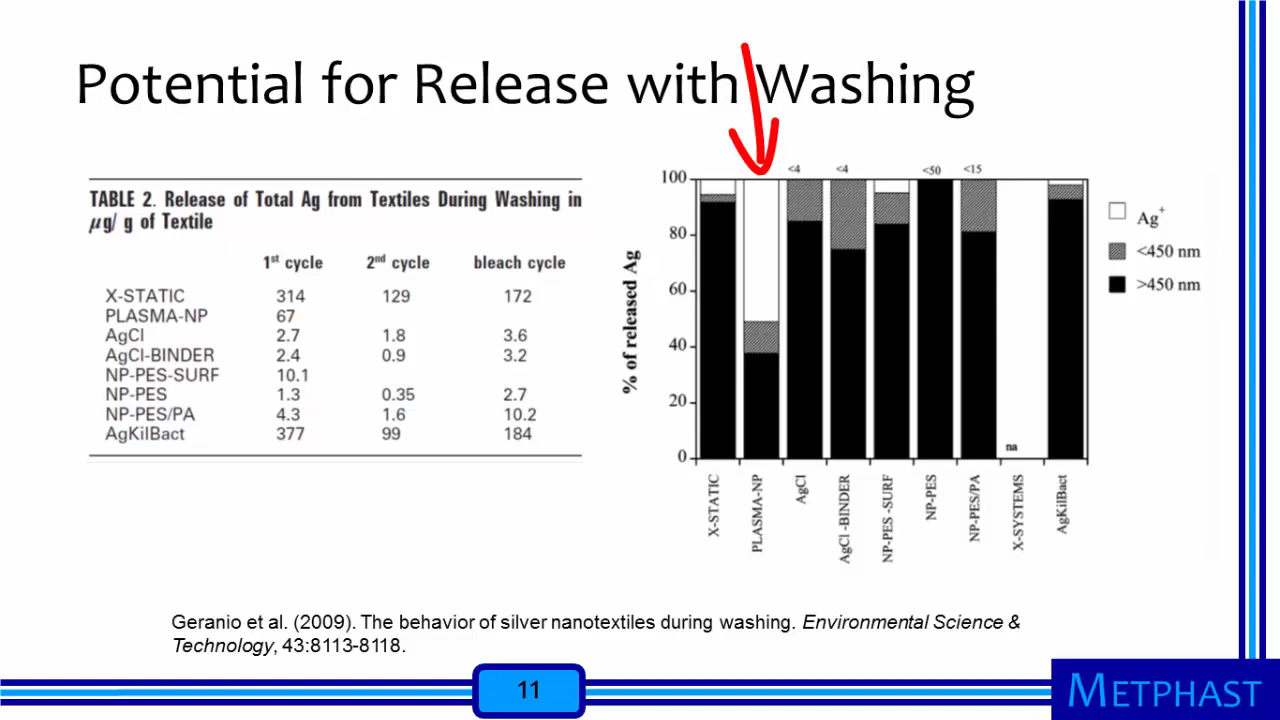 Potential for Release with Washing
TABLE 2. Release of Total Ag from Textiles During Washing in
μg/ g of Textile
1st cycle 2nd cycle bleach cycle
X-STATIC 314 129 172
PLASMA-NP 67
AgCl 2.7 1.8 3.6
AgCl-BINDER 2.4 0.9 3.2
NP-PES-SURF 10.1
NP-PES 1.3 0.35 2.7
NP-PES/PA 4.3 1.6 10.2
AgKilBact 377 99 184
% of released Ag
<4 <4 <50 <15
100
80
60
40
20
0
na
X-STATIC
PLASMA-NP
AgCl
AgCl -BINDER
NP-PES -SURF
NP-PES
NP-PES/PA
X-SYSTEMS
AgKilBact
Ag+
<450 nm
>450 nm
Geranio et al. (2009). The behavior of silver nanotextiles during washing. Environmental Science &
Technology, 43:8113-8118.
11
METPHAST